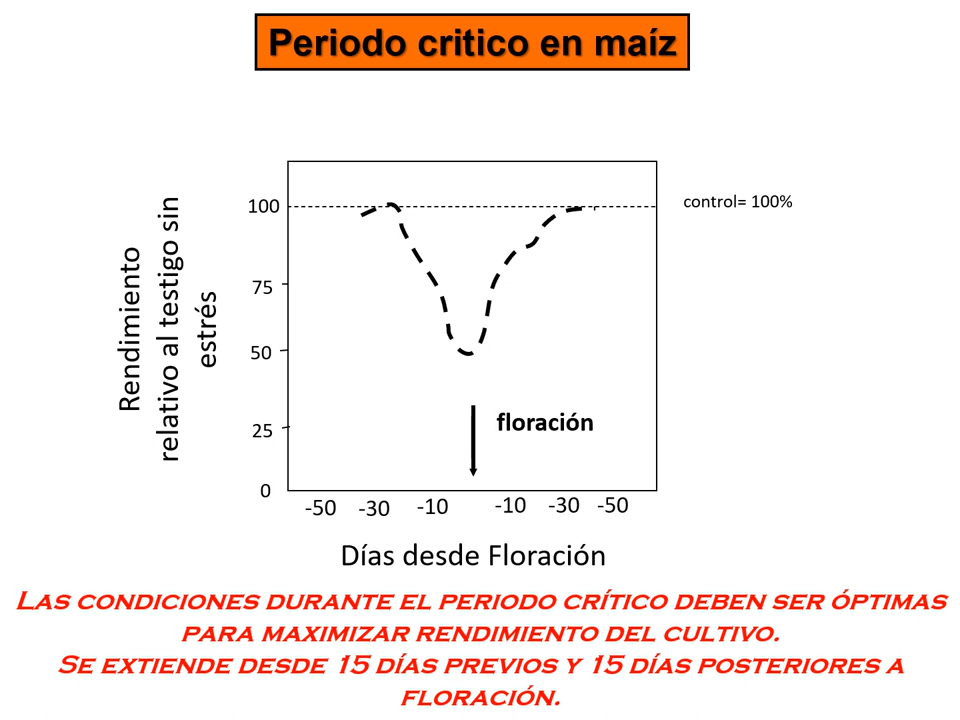 Periodo critico en maíz
Rendimiento
relativo al testigo sin
estrés
100
75
50
25
0
control= 100%
floración
-50 -30 -10 -10 -30 -50
Días desde Floración
Las condiciones durante el periodo crítico deben ser óptimas
para maximizar rendimiento del cultivo.
Se extiende desde 15 días previos y 15 días posteriores a
floración.